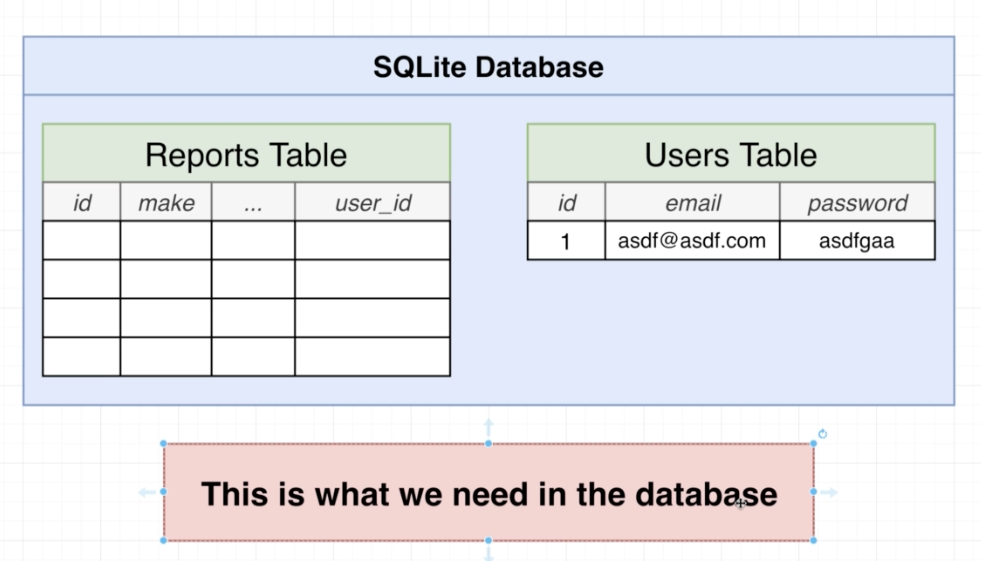 SQLite Database
Reports Table
id make ... user_id
Users Table
id email password
1 asdf@asdf.com asdfgaa
This is what we need in the database